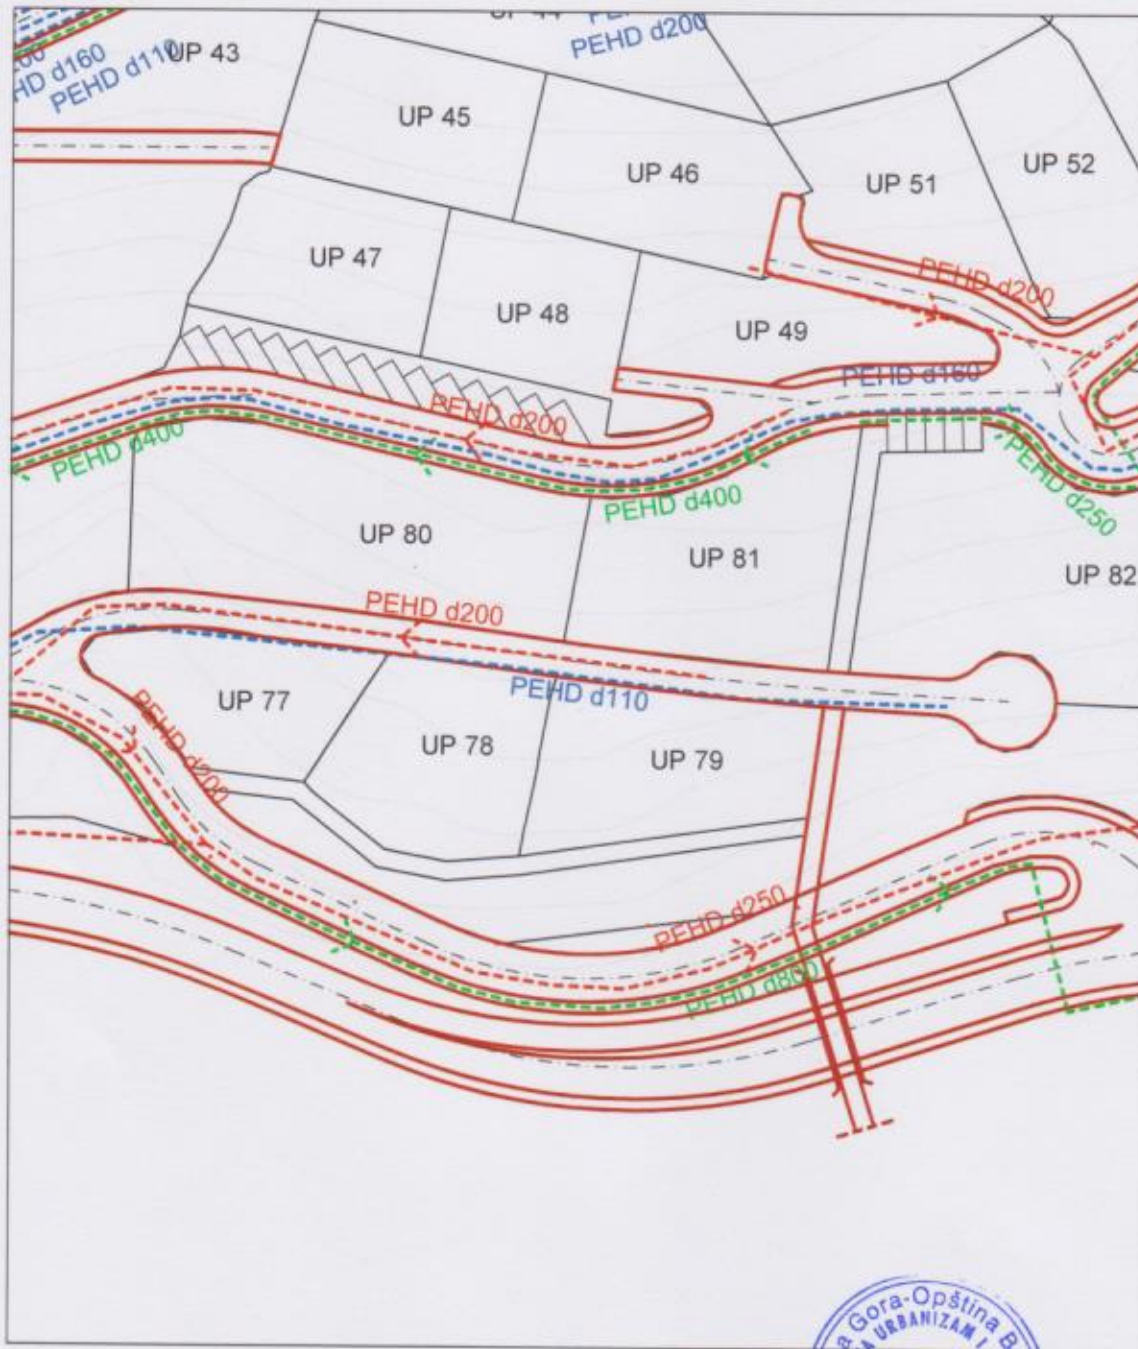 PEHD d200
UP 43
HD d160
PEHD d110
UP 45
UP 46
UP 51
UP 52
UP 47
UP 48
UP 49
PEHD d200
PEHD d160
PEHD d200
PEHD d400
PEHD d400
PEHD d250
UP 80
UP 81
UP 82
PEHD d200
PEHD d110
UP 77
UP 78
UP 79
PEHD d200
PEHD d250
PEHD d800
a Gora-Opština B
URBANIZAM I